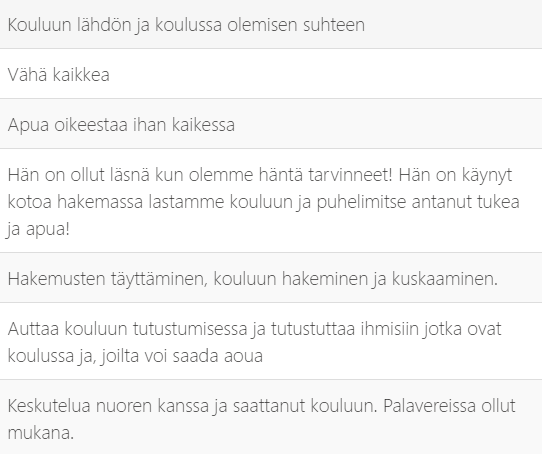 Kouluun lähdön ja koulussa olemisen suhteen
Vähä kaikkea
Apua oikeestaa ihan kaikessa
Hän on ollut läsnä kun olemme häntä tarvinneet! Hän on käynyt
kotoa hakemassa lastamme kouluun ja puhelimitse antanut tukea
ja apua!
Hakemusten täyttäminen, kouluun hakeminen ja kuskaaminen.
Auttaa kouluun tutustumisessa ja tutustuttaa ihmisiin jotka ovat
koulussa ja, joilta voi saada aoua
Keskutelua nuoren kanssa ja saattanut kouluun. Palavereissa ollut
mukana.